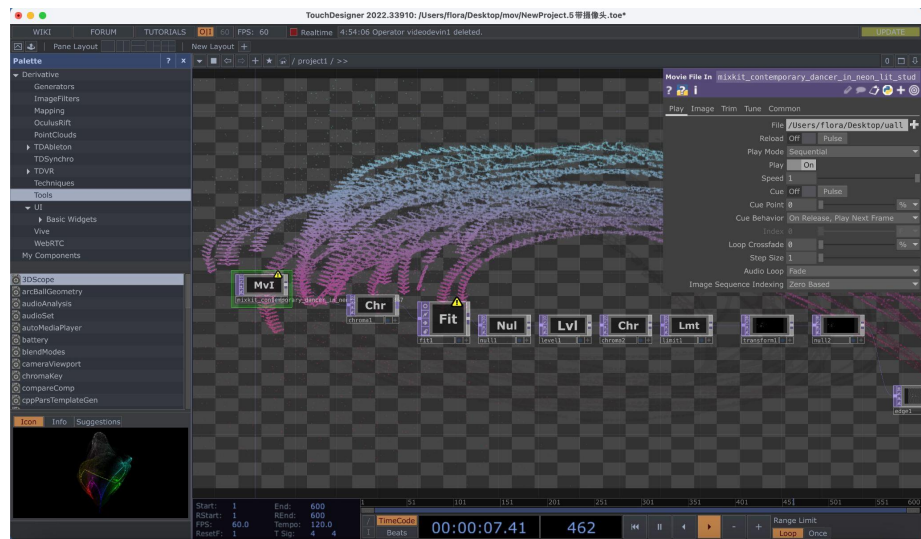 TouchDesigner 2022.33910: /Users/flora/Desktop/mov/NewProject.5带摄像头.toe*
WIKI FORUM TUTORIALS O|I 60 FPS: 60 Realtime 4:54:06 Operator videodevin1 deleted. UPDATE
Pane Layout New Layout +
Palette ? x / project1 / >> 0
Derivative
Generators
ImageFilters
Mapping
OculusRift
PointClouds
TDAbleton
TDSynchro
TDVR
Techniques
Tools
UI
Basic Widgets
Vive
WebRTC
My Components
3DScope
arcBallGeometry
audioAnalysis
audioSet
autoMediaPlayer
battery
blendModes
cameraViewport
chromaKey
compareComp
cppParsTemplateGen
Icon Info Suggestions
Movie File In mixkit_contemporary_dancer_in_neon_lit_stud
? i
Play Image Trim Tune Common
File /Users/flora/Desktop/uall
Reload Off Pulse
Play Mode Sequential
Play On
Speed 1
Cue Off Pulse
Cue Point 0 %
Cue Behavior On Release, Play Next Frame
Index 0
Loop Crossfade 0 %
Step Size 1
Audio Loop Fade
Image Sequence Indexing Zero Based
MvI
mixkit_contemporary_dancer_in_neo
Chr
chroma1
Fit
fit1
Nul
null1
Lvl
level1
Chr
chroma2
Lmt
limit1
transform1
null2
edge1
Start: 1 End: 600
RStart: 1 REnd: 600
FPS: 60.0 Tempo: 120.0
ResetF: 1 T Sig: 4 4
1 51 101 151 201 251 301 351 401 451 501 551 600
TimeCode
Beats
00:00:07.41 462
Range Limit
Loop Once